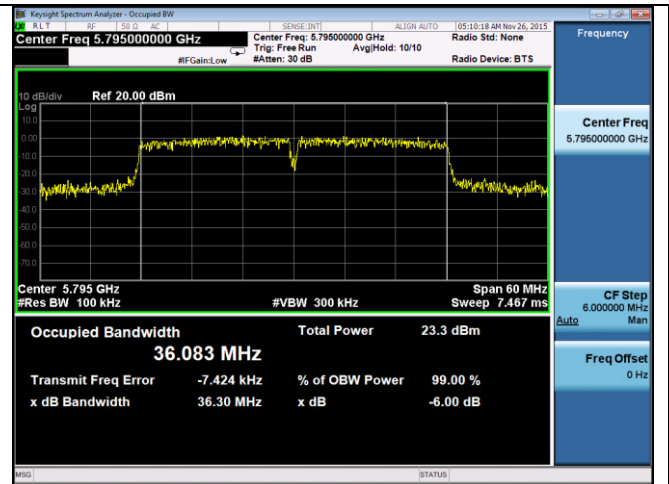 Keysight Spectrum Analyzer - Occupied BW
RLT RF 50 Ω AC SENSE:INT ALIGN AUTO 05:10:18 AM Nov 26, 2015
Center Freq 5.795000000 GHz
Center Freq: 5.795000000 GHz Radio Std: None
Trig: Free Run Avg|Hold: 10/10
#IFGain:Low #Atten: 30 dB Radio Device: BTS
Frequency
10 dB/div Ref 20.00 dBm
Log
10.0
0.00
-10.0
-20.0
-30.0
-40.0
-50.0
-60.0
-70.0
Center 5.795 GHz Span 60 MHz
#Res BW 100 kHz #VBW 300 kHz Sweep 7.467 ms
Center Freq
5.795000000 GHz
CF Step
6.000000 MHz
Auto Man
Freq Offset
0 Hz
Occupied Bandwidth Total Power 23.3 dBm
36.083 MHz
Transmit Freq Error -7.424 kHz % of OBW Power 99.00 %
x dB Bandwidth 36.30 MHz x dB -6.00 dB
MSG STATUS